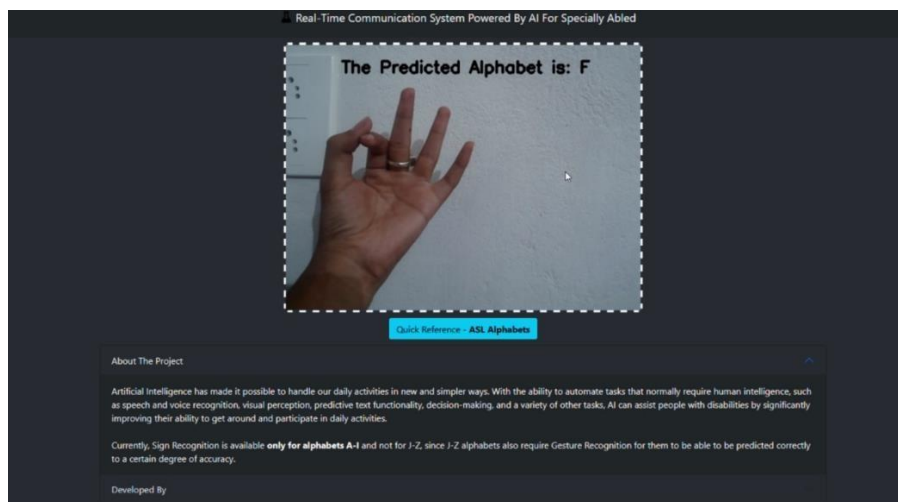 Real-Time Communication System Powered By AI For Specially Abled
The Predicted Alphabet is: F
Quick Reference - ASL Alphabets
About The Project
Artificial Intelligence has made it possible to handle our daily activities in new and simpler ways. With the ability to automate tasks that normally require human intelligence, such
as speech and voice recognition, visual perception, predictive text functionality, decision-making, and a variety of other tasks, AI can assist people with disabilities by significantly
improving their ability to get around and participate in daily activities.
Currently, Sign Recognition is available only for alphabets A-I and not for J-Z, since J-Z alphabets also require Gesture Recognition for them to be able to be predicted correctly
to a certain degree of accuracy.
Developed By